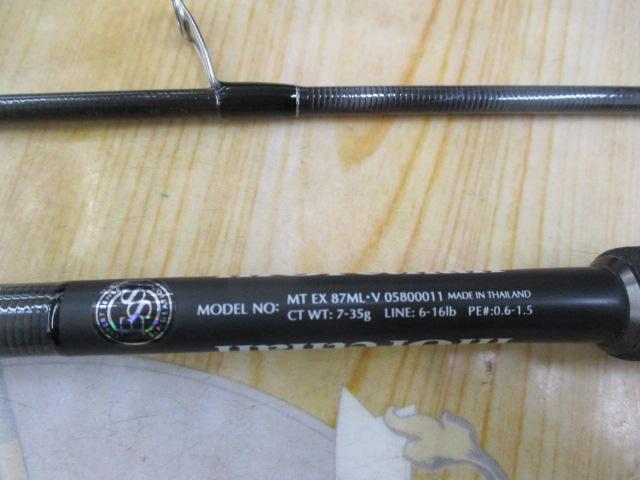 MODEL NO: MT EX 87ML・V 05800011 MADE IN THAILAND
CT WT: 7-35g LINE: 6-16lb PE#:0.6-1.5